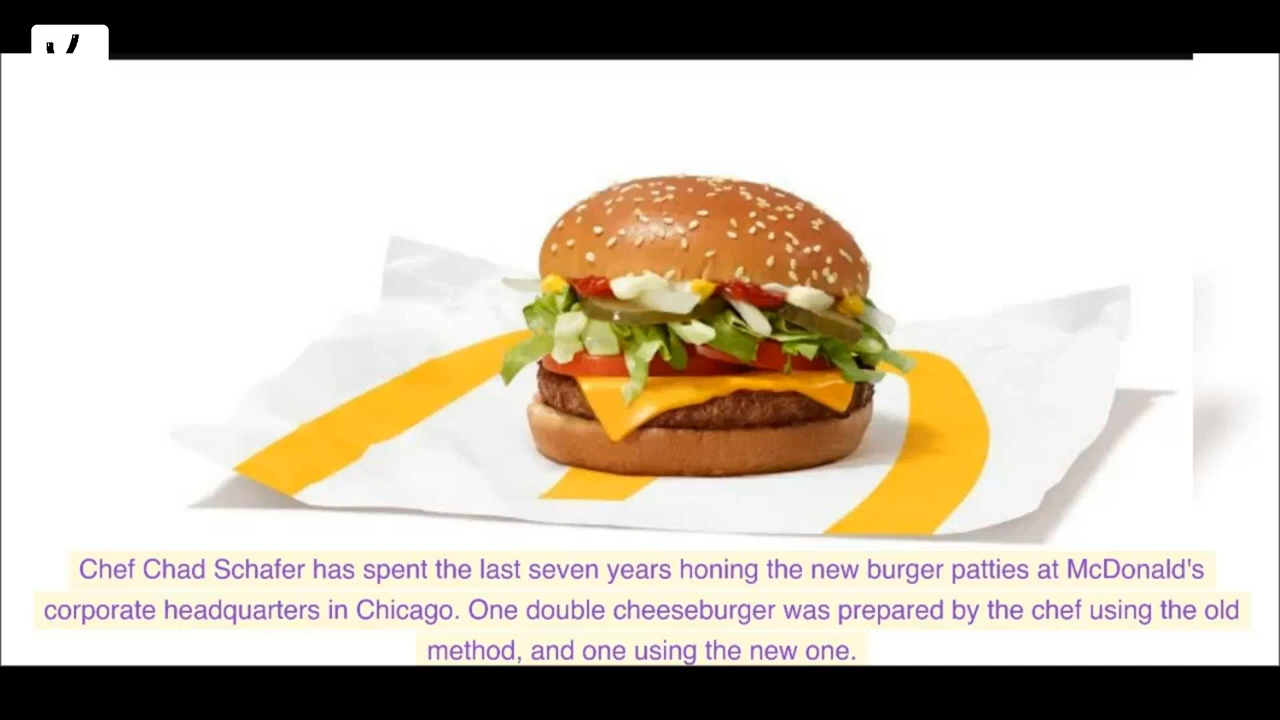 Chef Chad Schafer has spent the last seven years honing the new burger patties at McDonald's
corporate headquarters in Chicago. One double cheeseburger was prepared by the chef using the old
method, and one using the new one.